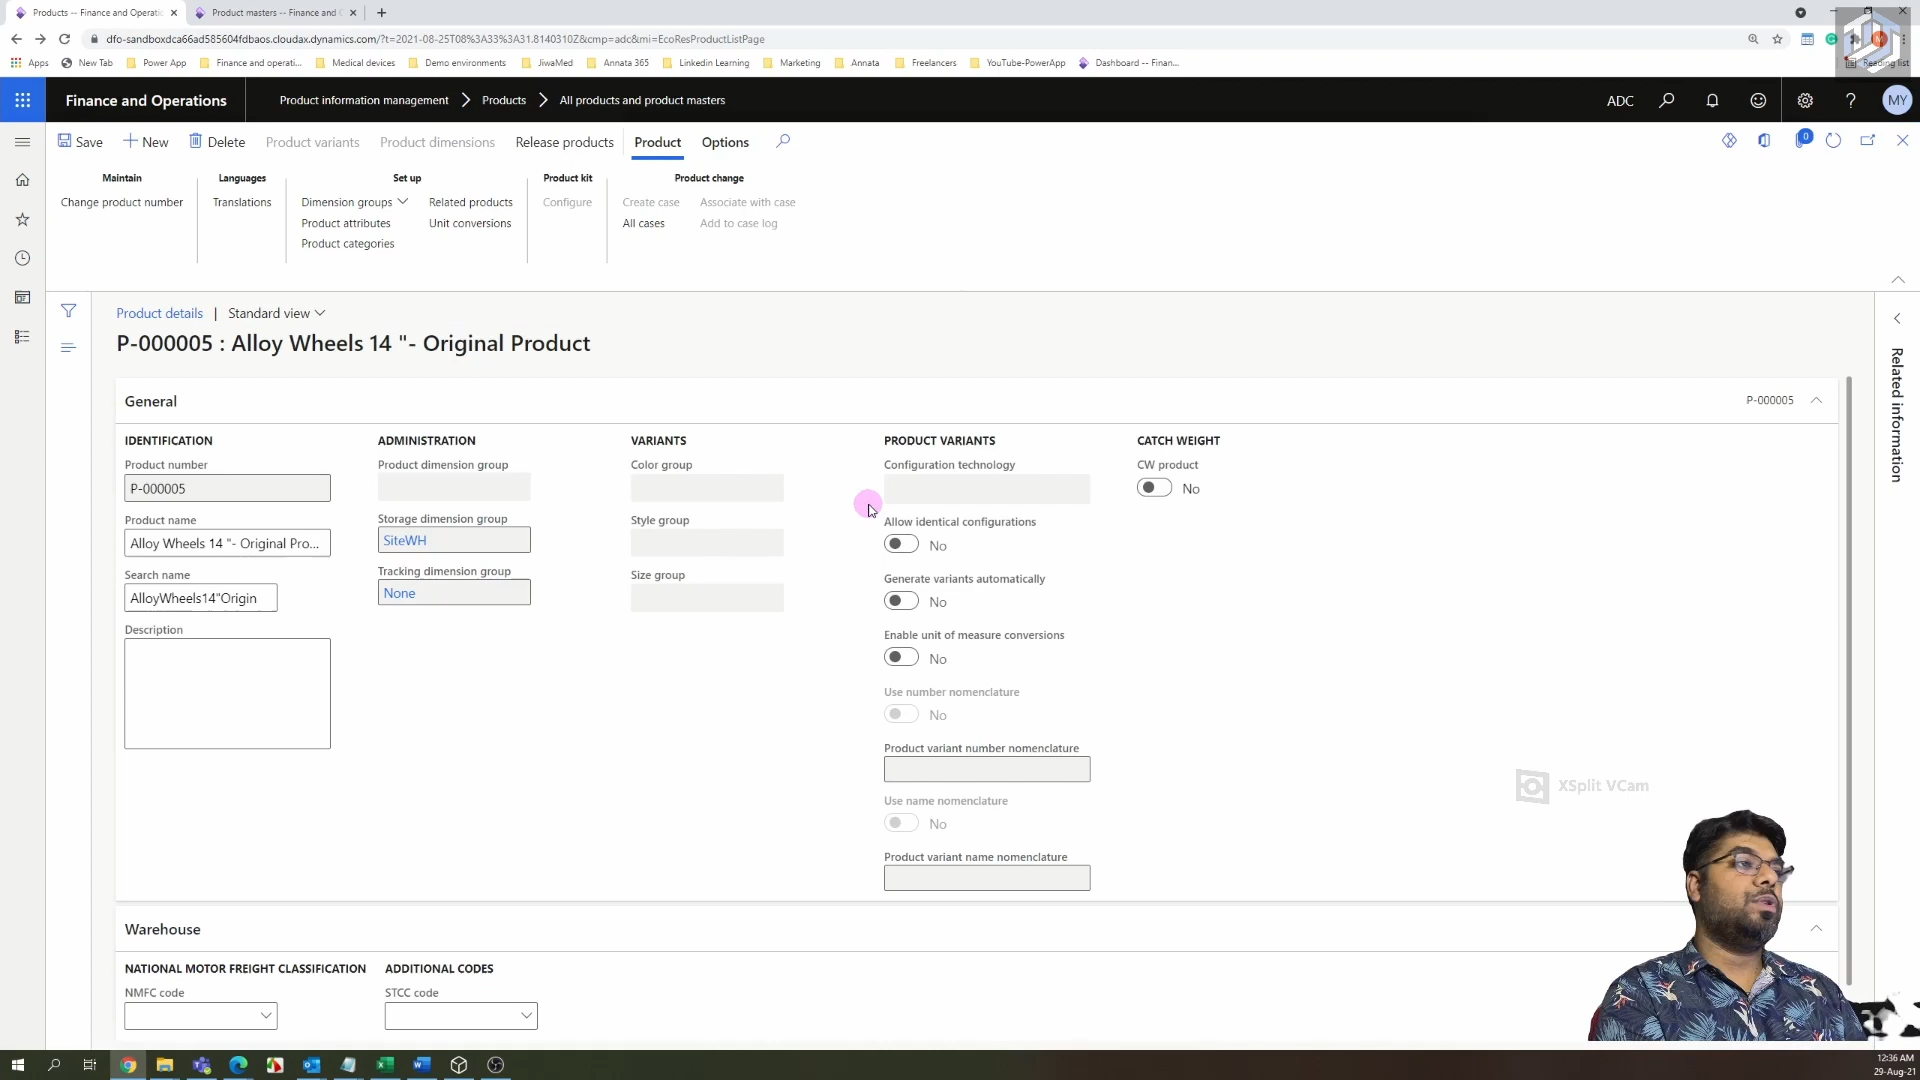 Products -- Finance and Operatio
Product masters -- Finance and O
dfo-sandboxdca66ad585604fdbaos.cloudax.dynamics.com/?t=2021-08-25T08%3A33%3A31.8140310Z&cmp=adc&mi=EcoResProductListPage
Apps New Tab Power App Finance and operati... Medical devices Demo environments JiwaMed Annata 365 Linkedin Learning Marketing Annata Freelancers YouTube-PowerApp Dashboard -- Finan... Reading list
Finance and Operations Product information management Products All products and product masters ADC ? MY
Save New Delete Product variants Product dimensions Release products Product Options 0
Maintain Languages Set up Product kit Product change
Change product number Translations Dimension groups Related products Configure Create case Associate with case
Product attributes Unit conversions All cases Add to case log
Product categories
Product details | Standard view
P-000005 : Alloy Wheels 14 "- Original Product
Related information
General P-000005
IDENTIFICATION ADMINISTRATION VARIANTS PRODUCT VARIANTS CATCH WEIGHT
Product number Product dimension group Color group Configuration technology CW product
P-000005 No
Product name Storage dimension group Style group Allow identical configurations
Alloy Wheels 14 "- Original Pro... SiteWH No
Search name Tracking dimension group Size group Generate variants automatically
AlloyWheels14"Origin None No
Description Enable unit of measure conversions
No
Use number nomenclature
No
Product variant number nomenclature
Use name nomenclature
No
Product variant name nomenclature
XSplit VCam
Warehouse
NATIONAL MOTOR FREIGHT CLASSIFICATION ADDITIONAL CODES
NMFC code STCC code
12:36 AM
29-Aug-21